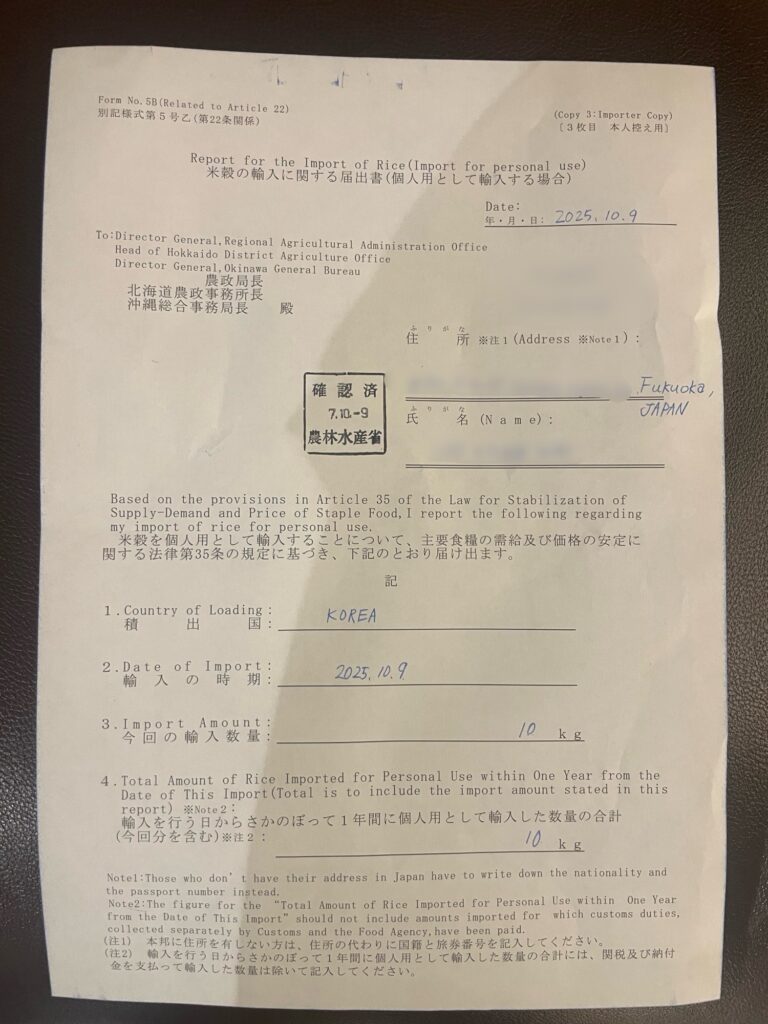 Form No.5B(Related to Article 22)
別記様式第５号乙(第22条関係)
(Copy 3:Importer Copy)
［３枚目　本人控え用］
Report for the Import of Rice(Import for personal use)
米穀の輸入に関する届出書(個人用として輸入する場合)
Date:
年・月・日: 2025.10.9
To:Director General,Regional Agricultural Administration Office
Head of Hokkaido District Agriculture Office
Director General,Okinawa General Bureau
農政局長
北海道農政事務所長
沖縄総合事務局長　殿
ふりがな
住　所 ※注１(Address ※Note1):
Fukuoka,
JAPAN
確認済
7.10.-9
農林水産省
ふりがな
氏　名 (Name):
Based on the provisions in Article 35 of the Law for Stabilization of
Supply-Demand and Price of Staple Food,I report the following regarding
my import of rice for personal use.
米穀を個人用として輸入することについて、主要食糧の需給及び価格の安定に
関する法律第35条の規定に基づき、下記のとおり届け出ます。
記
１.Country of Loading: KOREA
積　出　国:
２.Date of Import: 2025.10.9
輸入の時期:
３.Import Amount:
今回の輸入数量: 10 kg
４.Total Amount of Rice Imported for Personal Use within One Year from the
Date of This Import(Total is to include the import amount stated in this
report) ※Note2:
輸入を行う日からさかのぼって１年間に個人用として輸入した数量の合計
(今回分を含む)※注２: 10 kg
Note1:Those who don't have their address in Japan have to write down the nationality and
the passport number instead.
Note2:The figure for the “Total Amount of Rice Imported for Personal Use within One Year
from the Date of This Import” should not include amounts imported for which customs duties,
collected separately by Customs and the Food Agency,have been paid.
(注1)　本邦に住所を有しない方は、住所の代わりに国籍と旅券番号を記入してください。
(注2)　輸入を行う日からさかのぼって１年間に個人用として輸入した数量の合計には、関税及び納付
金を支払って輸入した数量は除いて記入してください。